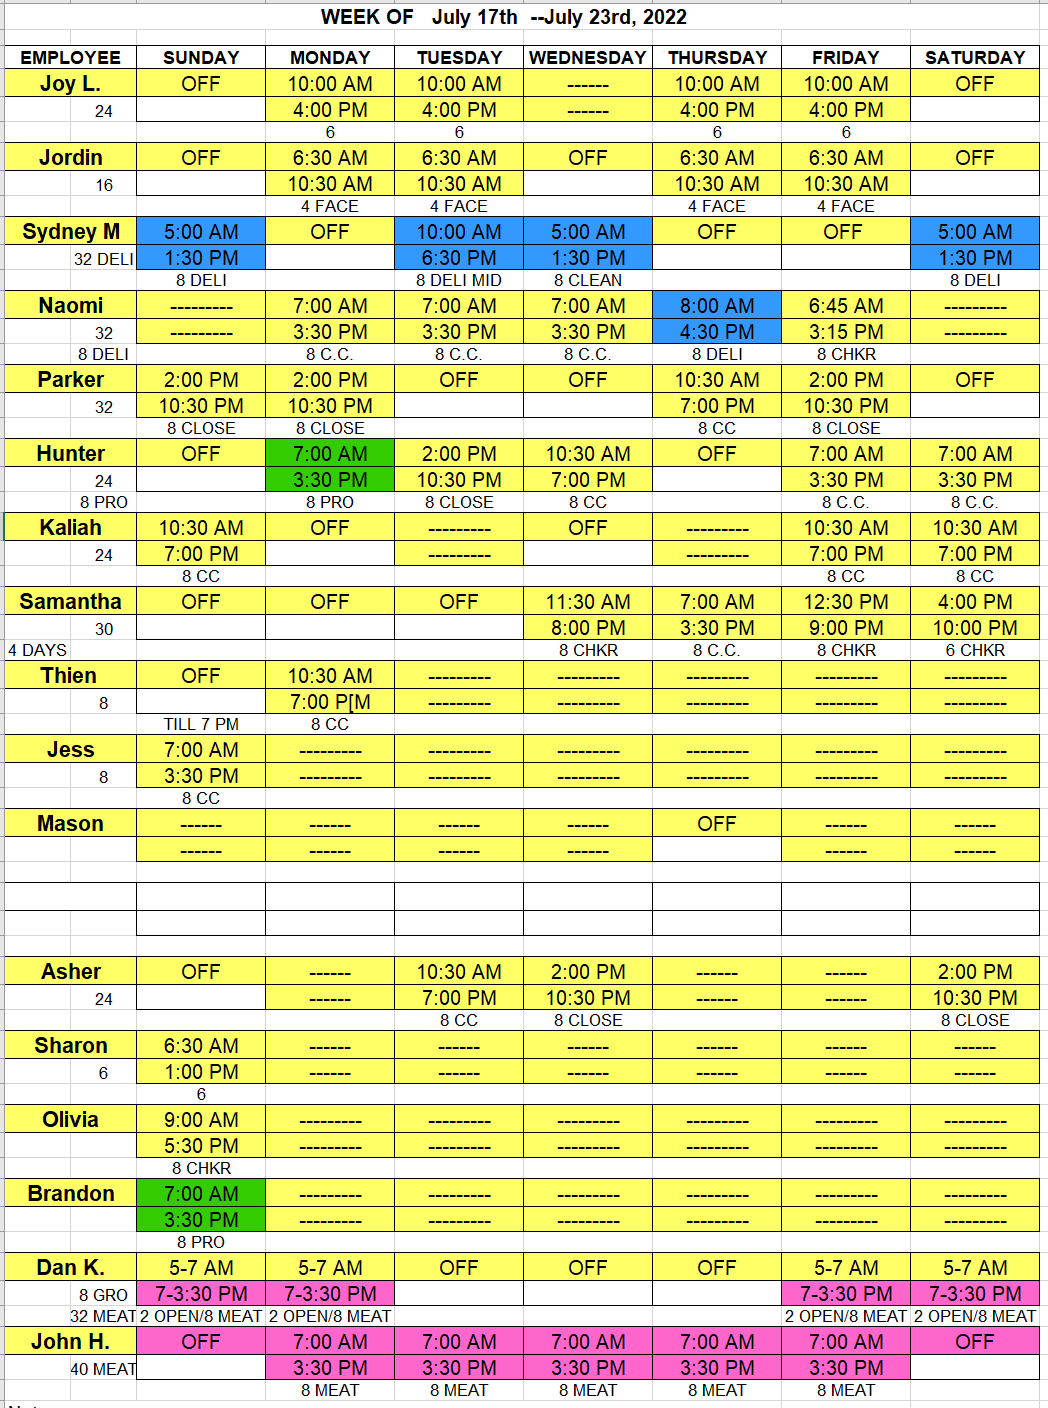 WEEK OF July 17th --July 23rd, 2022
EMPLOYEE SUNDAY MONDAY TUESDAY WEDNESDAY THURSDAY FRIDAY SATURDAY
Joy L. OFF 10:00 AM 10:00 AM ------ 10:00 AM 10:00 AM OFF
24 4:00 PM 4:00 PM ------ 4:00 PM 4:00 PM
6 6 6 6
Jordin OFF 6:30 AM 6:30 AM OFF 6:30 AM 6:30 AM OFF
16 10:30 AM 10:30 AM 10:30 AM 10:30 AM
4 FACE 4 FACE 4 FACE 4 FACE
Sydney M 5:00 AM OFF 10:00 AM 5:00 AM OFF OFF 5:00 AM
32 DELI 1:30 PM 6:30 PM 1:30 PM 1:30 PM
8 DELI 8 DELI MID 8 CLEAN 8 DELI
Naomi --------- 7:00 AM 7:00 AM 7:00 AM 8:00 AM 6:45 AM ---------
32 --------- 3:30 PM 3:30 PM 3:30 PM 4:30 PM 3:15 PM ---------
8 DELI 8 C.C. 8 C.C. 8 C.C. 8 DELI 8 CHKR
Parker 2:00 PM 2:00 PM OFF OFF 10:30 AM 2:00 PM OFF
32 10:30 PM 10:30 PM 7:00 PM 10:30 PM
8 CLOSE 8 CLOSE 8 CC 8 CLOSE
Hunter OFF 7:00 AM 2:00 PM 10:30 AM OFF 7:00 AM 7:00 AM
24 3:30 PM 10:30 PM 7:00 PM 3:30 PM 3:30 PM
8 PRO 8 PRO 8 CLOSE 8 CC 8 C.C. 8 C.C.
Kaliah 10:30 AM OFF --------- OFF --------- 10:30 AM 10:30 AM
24 7:00 PM --------- --------- 7:00 PM 7:00 PM
8 CC 8 CC 8 CC
Samantha OFF OFF OFF 11:30 AM 7:00 AM 12:30 PM 4:00 PM
30 8:00 PM 3:30 PM 9:00 PM 10:00 PM
4 DAYS 8 CHKR 8 C.C. 8 CHKR 6 CHKR
Thien OFF 10:30 AM --------- --------- --------- --------- ---------
8 7:00 P[M --------- --------- --------- --------- ---------
TILL 7 PM 8 CC
Jess 7:00 AM --------- --------- --------- --------- --------- ---------
8 3:30 PM --------- --------- --------- --------- --------- ---------
8 CC
Mason ------ ------ ------ ------ OFF ------ ------
------ ------ ------ ------ ------ ------
Asher OFF ------ 10:30 AM 2:00 PM ------ ------ 2:00 PM
24 ------ 7:00 PM 10:30 PM ------ ------ 10:30 PM
8 CC 8 CLOSE 8 CLOSE
Sharon 6:30 AM ------ ------ ------ ------ ------ ------
6 1:00 PM ------ ------ ------ ------ ------ ------
6
Olivia 9:00 AM --------- --------- --------- --------- --------- ---------
5:30 PM --------- --------- --------- --------- --------- ---------
8 CHKR
Brandon 7:00 AM --------- --------- --------- --------- --------- ---------
3:30 PM --------- --------- --------- --------- --------- ---------
8 PRO
Dan K. 5-7 AM 5-7 AM OFF OFF OFF 5-7 AM 5-7 AM
8 GRO 7-3:30 PM 7-3:30 PM 7-3:30 PM 7-3:30 PM
32 MEAT 2 OPEN/8 MEAT 2 OPEN/8 MEAT 2 OPEN/8 MEAT 2 OPEN/8 MEAT
John H. OFF 7:00 AM 7:00 AM 7:00 AM 7:00 AM 7:00 AM OFF
40 MEAT 3:30 PM 3:30 PM 3:30 PM 3:30 PM 3:30 PM
8 MEAT 8 MEAT 8 MEAT 8 MEAT 8 MEAT